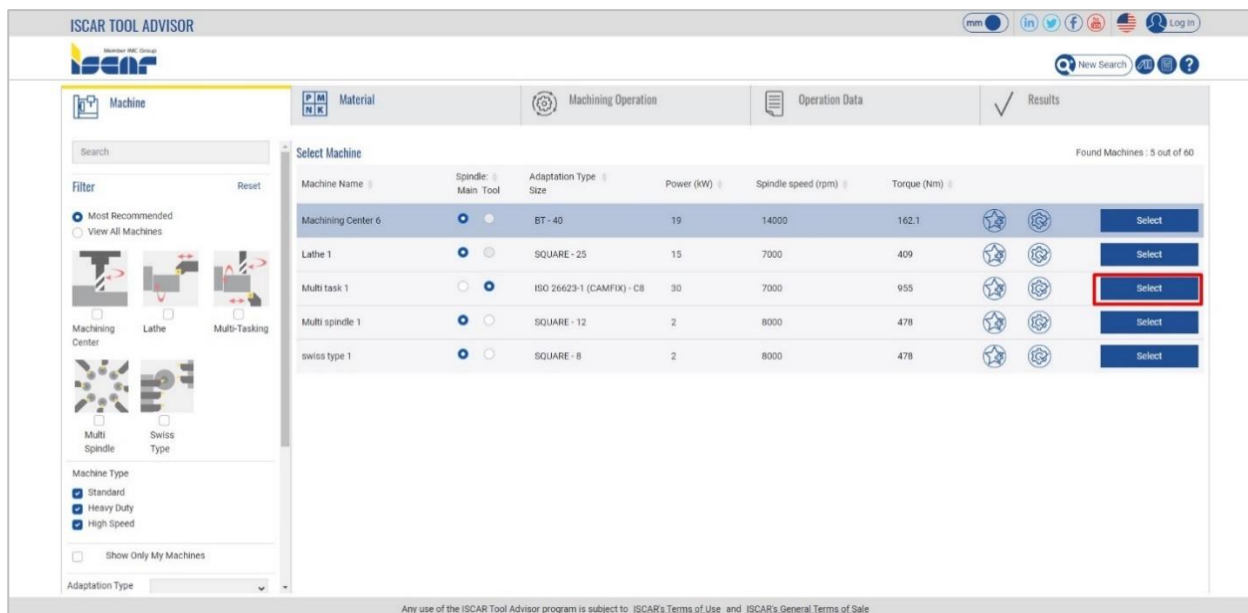 ISCAR TOOL ADVISOR
mm
Log In
Member IMC Group
iscar
New Search
?
Machine
P M
N K
Material
Machining Operation
Operation Data
Results
Search
Filter
Reset
Most Recommended
View All Machines
Machining
Center
Lathe
Multi-Tasking
Multi
Spindle
Swiss
Type
Machine Type
Standard
Heavy Duty
High Speed
Show Only My Machines
Adaptation Type
Select Machine
Found Machines : 5 out of 60
Machine Name
Spindle:
Main Tool
Adaptation Type
Size
Power (kW)
Spindle speed (rpm)
Torque (Nm)
Machining Center 6 BT - 40 19 14000 162.1 Select
Lathe 1 SQUARE - 25 15 7000 409 Select
Multi task 1 ISO 26623-1 (CAMFIX) - C8 30 7000 955 Select
Multi spindle 1 SQUARE - 12 2 8000 478 Select
swiss type 1 SQUARE - 8 2 8000 478 Select
Any use of the ISCAR Tool Advisor program is subject to ISCAR's Terms of Use and ISCAR's General Terms of Sale